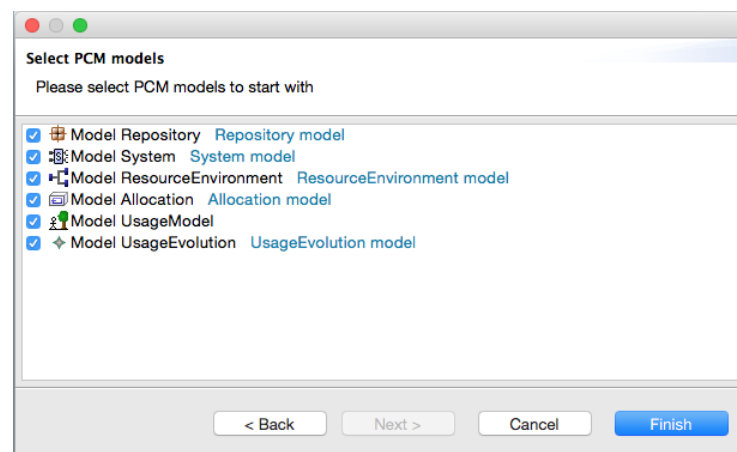 Select PCM models
Please select PCM models to start with
Model Repository Repository model
Model System System model
Model ResourceEnvironment ResourceEnvironment model
Model Allocation Allocation model
Model UsageModel
Model UsageEvolution UsageEvolution model
< Back Next > Cancel Finish